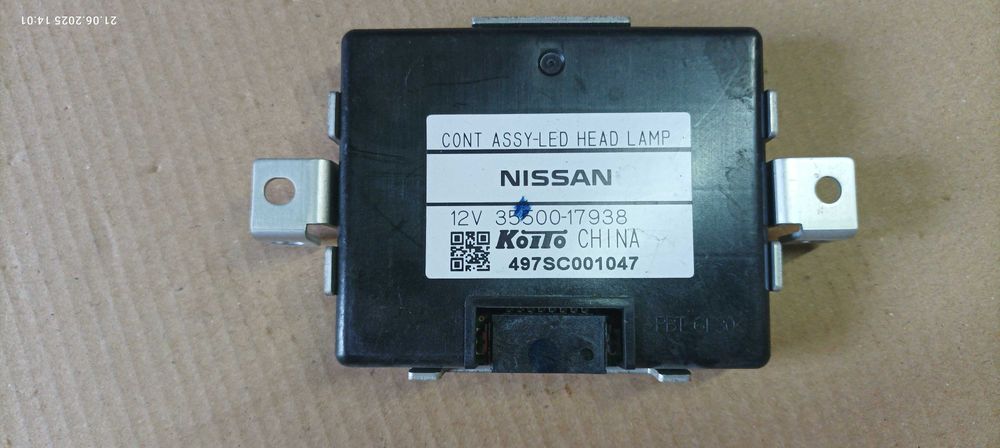 21.06.2025 14:01
CONT ASSY-LED HEAD LAMP
NISSAN
12V 35500-17938
KOITO CHINA
497SC001047